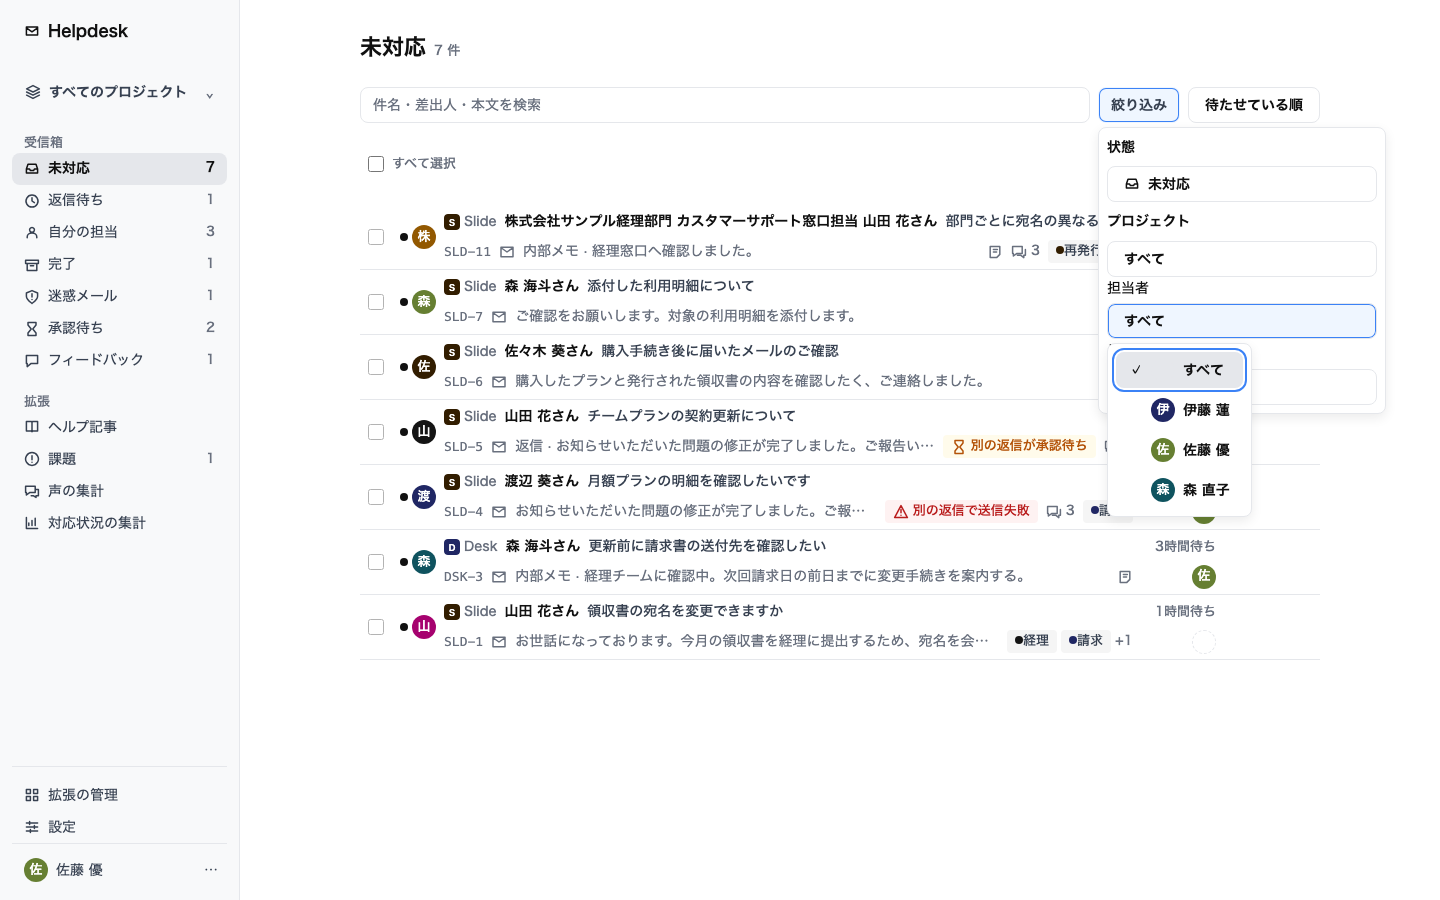 Helpdesk
すべてのプロジェクト
受信箱
未対応 7
返信待ち 1
自分の担当 3
完了 1
迷惑メール 1
承認待ち 2
フィードバック 1
拡張
ヘルプ記事
課題 1
声の集計
対応状況の集計
拡張の管理
設定
佐 佐藤 優 …
未対応 7 件
件名・差出人・本文を検索 絞り込み 待たせている順
すべて選択
株 S Slide 株式会社サンプル経理部門 カスタマーサポート窓口担当 山田 花さん 部門ごとに宛名の異なる
SLD-11 内部メモ · 経理窓口へ確認しました。 3 再発行
森 S Slide 森 海斗さん 添付した利用明細について
SLD-7 ご確認をお願いします。対象の利用明細を添付します。
佐 S Slide 佐々木 葵さん 購入手続き後に届いたメールのご確認
SLD-6 購入したプランと発行された領収書の内容を確認したく、ご連絡しました。
山 S Slide 山田 花さん チームプランの契約更新について
SLD-5 返信 · お知らせいただいた問題の修正が完了しました。ご報告い… 別の返信が承認待ち
渡 S Slide 渡辺 葵さん 月額プランの明細を確認したいです
SLD-4 お知らせいただいた問題の修正が完了しました。ご報… 別の返信で送信失敗 3
森 D Desk 森 海斗さん 更新前に請求書の送付先を確認したい 3時間待ち
DSK-3 内部メモ · 経理チームに確認中。次回請求日の前日までに変更手続きを案内する。 佐
山 S Slide 山田 花さん 領収書の宛名を変更できますか 1時間待ち
SLD-1 お世話になっております。今月の領収書を経理に提出するため、宛名を会… 経理 請求 +1
状態
未対応
プロジェクト
すべて
担当者
すべて
✓ すべて
伊 伊藤 蓮
佐 佐藤 優
森 森 直子